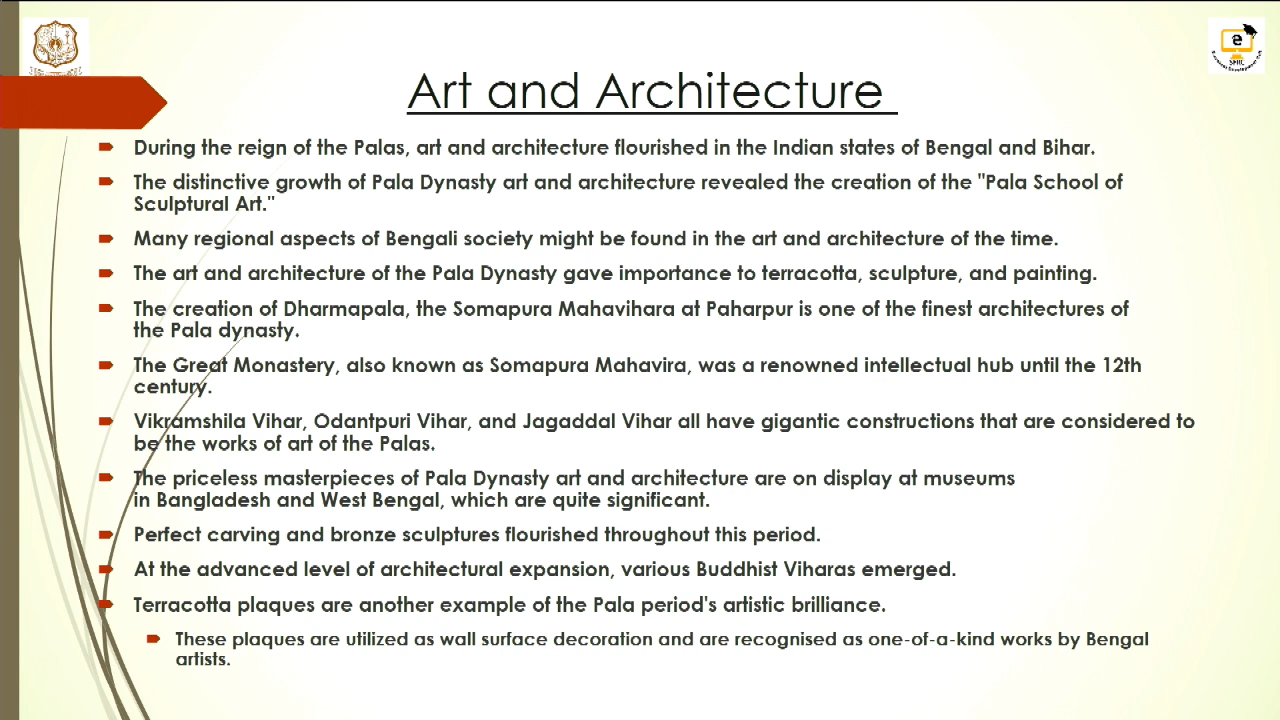 Art and Architecture
During the reign of the Palas, art and architecture flourished in the Indian states of Bengal and Bihar.
The distinctive growth of Pala Dynasty art and architecture revealed the creation of the "Pala School of
Sculptural Art."
Many regional aspects of Bengali society might be found in the art and architecture of the time.
The art and architecture of the Pala Dynasty gave importance to terracotta, sculpture, and painting.
The creation of Dharmapala, the Somapura Mahavihara at Paharpur is one of the finest architectures of
the Pala dynasty.
The Great Monastery, also known as Somapura Mahavira, was a renowned intellectual hub until the 12th
century.
Vikramshila Vihar, Odantpuri Vihar, and Jagaddal Vihar all have gigantic constructions that are considered to
be the works of art of the Palas.
The priceless masterpieces of Pala Dynasty art and architecture are on display at museums
in Bangladesh and West Bengal, which are quite significant.
Perfect carving and bronze sculptures flourished throughout this period.
At the advanced level of architectural expansion, various Buddhist Viharas emerged.
Terracotta plaques are another example of the Pala period's artistic brilliance.
These plaques are utilized as wall surface decoration and are recognised as one-of-a-kind works by Bengal
artists.